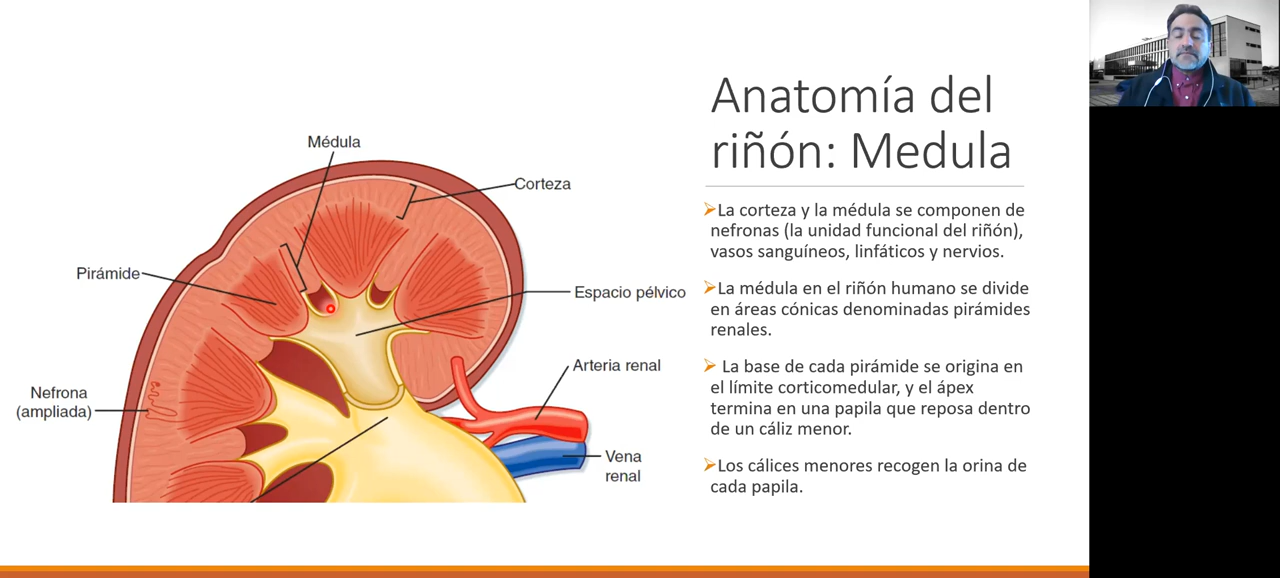 Médula
Corteza
Pirámide
Espacio pélvico
Arteria renal
Nefrona
(ampliada)
Vena
renal
Anatomía del
riñón: Medula
➢La corteza y la médula se componen de
nefronas (la unidad funcional del riñón),
vasos sanguíneos, linfáticos y nervios.
➢La médula en el riñón humano se divide
en áreas cónicas denominadas pirámides
renales.
➢ La base de cada pirámide se origina en
el límite corticomedular, y el ápex
termina en una papila que reposa dentro
de un cáliz menor.
➢Los cálices menores recogen la orina de
cada papila.